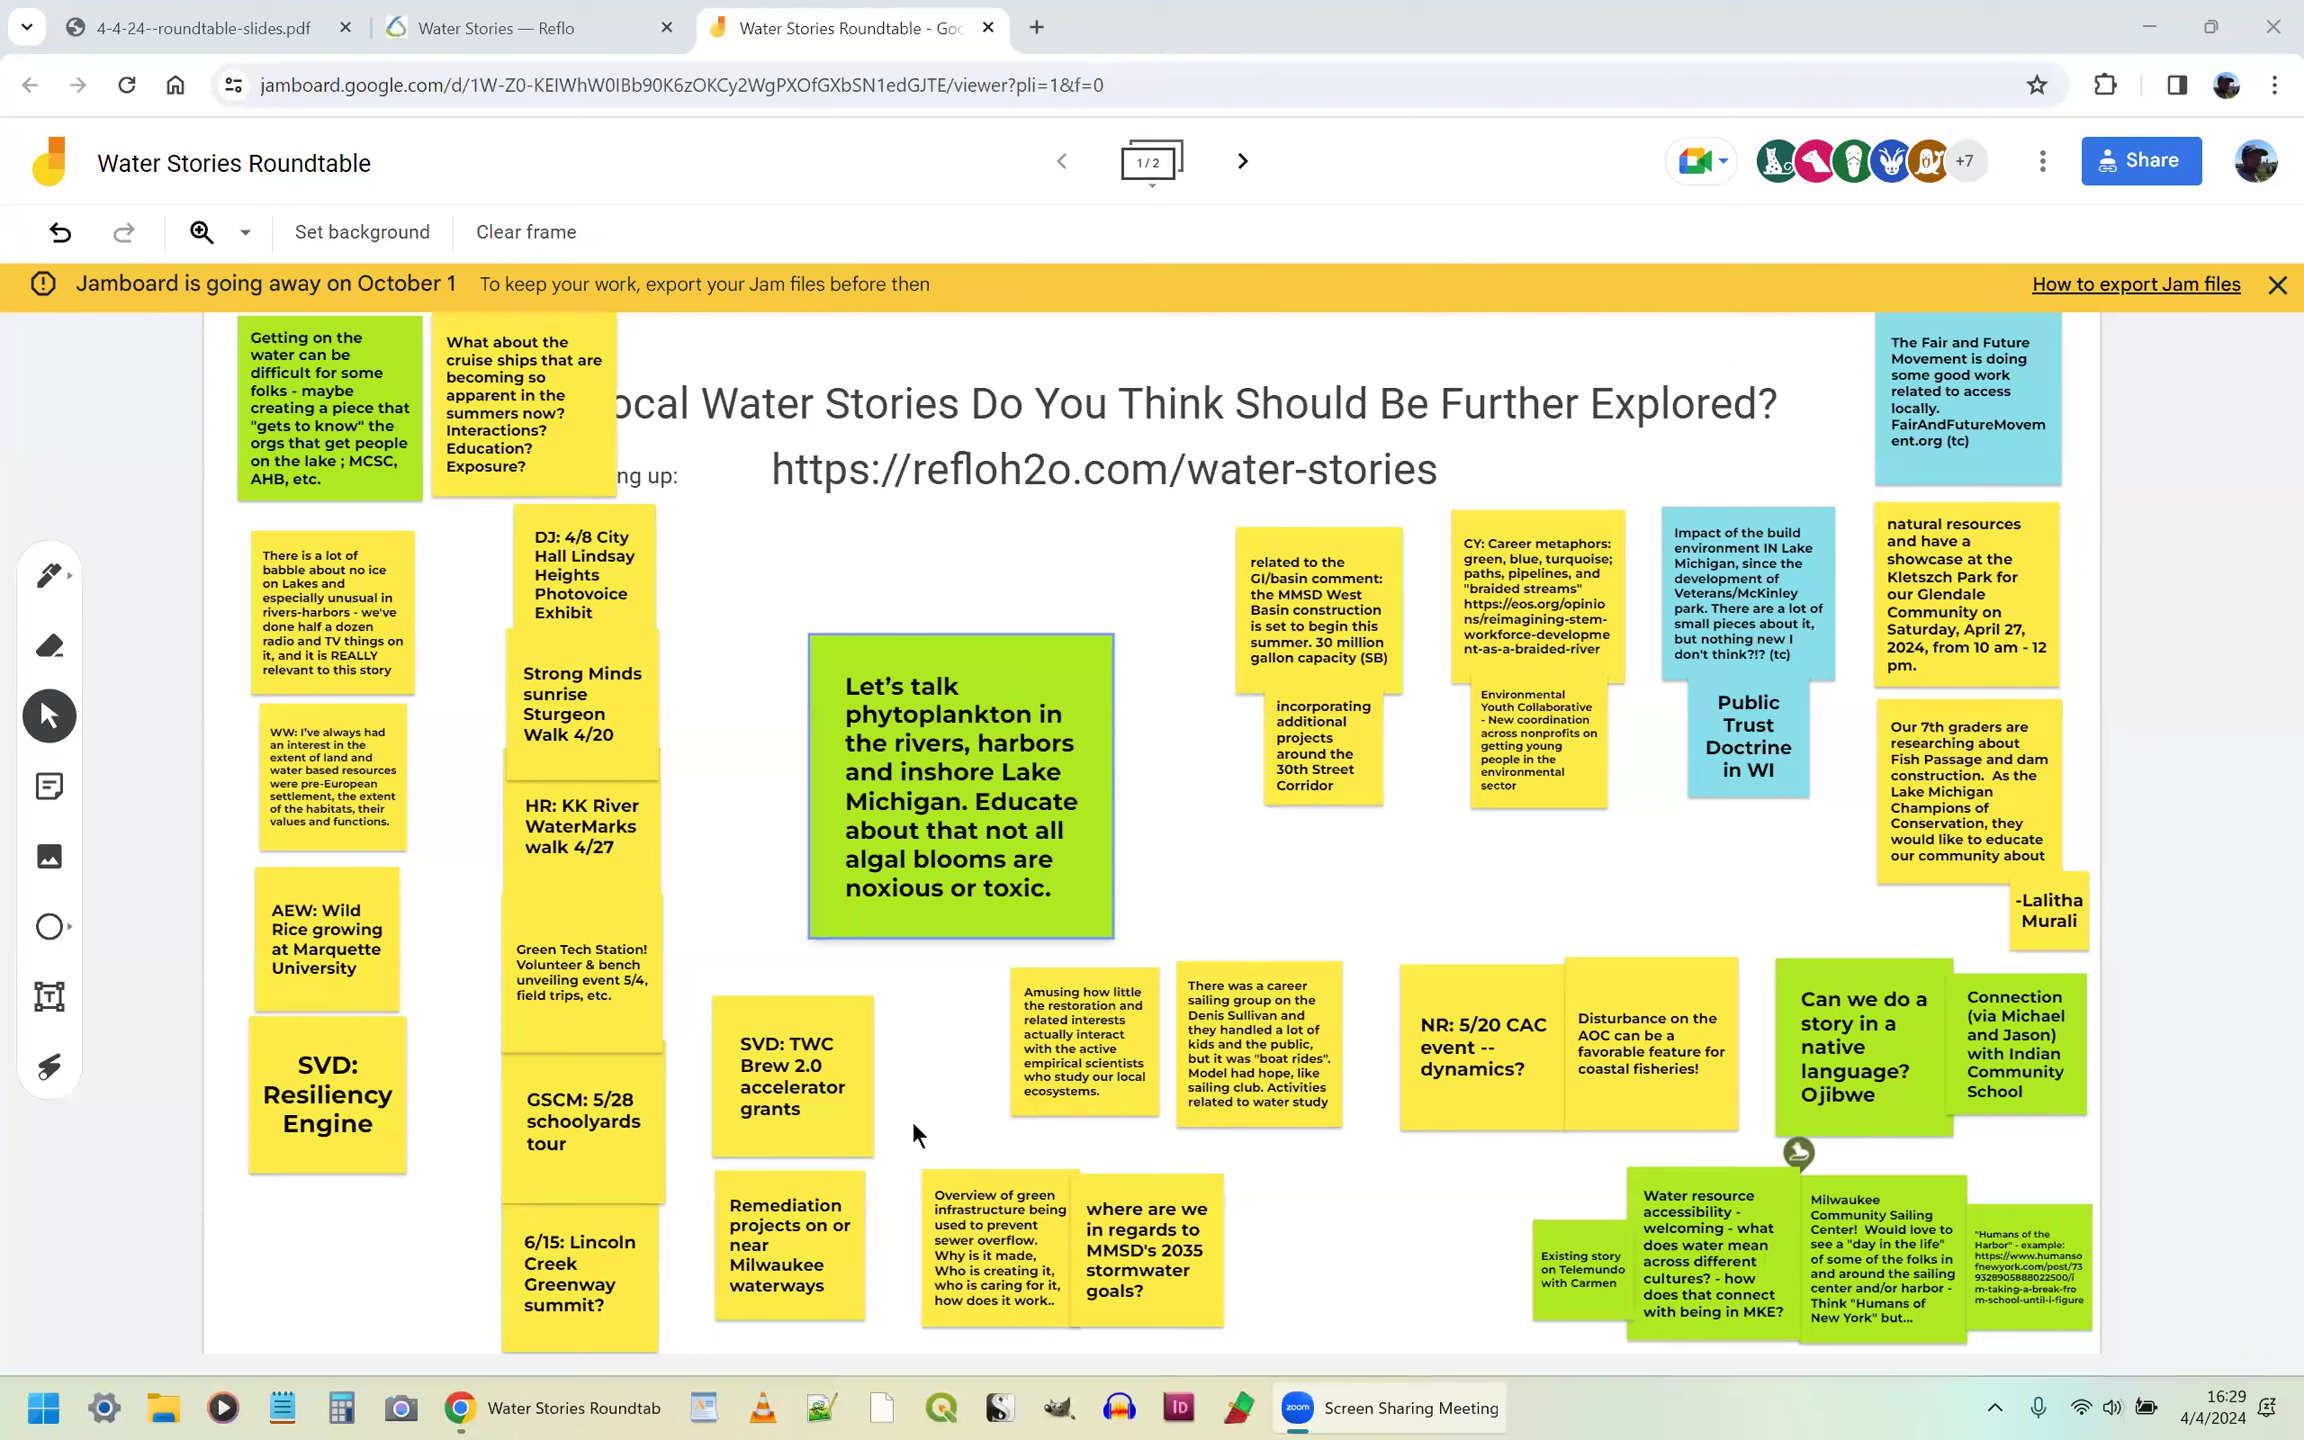 4-4-24--roundtable-slides.pdf
Water Stories — Reflo
Water Stories Roundtable - Goo
jamboard.google.com/d/1W-Z0-KEIWhW0IBb90K6zOKCy2WgPXOfGXbSN1edGJTE/viewer?pli=1&f=0
Water Stories Roundtable
1 / 2
+7
Share
Set background
Clear frame
Jamboard is going away on October 1
To keep your work, export your Jam files before then
How to export Jam files
Getting on the
water can be
difficult for some
folks - maybe
creating a piece that
"gets to know" the
orgs that get people
on the lake ; MCSC,
AHB, etc.
What about the
cruise ships that are
becoming so
apparent in the
summers now?
Interactions?
Education?
Exposure?
ocal Water Stories Do You Think Should Be Further Explored?
ng up:
https://refloh2o.com/water-stories
The Fair and Future
Movement is doing
some good work
related to access
locally.
FairAndFutureMovem
ent.org (tc)
There is a lot of
babble about no ice
on Lakes and
especially unusual in
rivers-harbors - we've
done half a dozen
radio and TV things on
it, and it is REALLY
relevant to this story
WW: I've always had
an interest in the
extent of land and
water based resources
were pre-European
settlement, the extent
of the habitats, their
values and functions.
AEW: Wild
Rice growing
at Marquette
University
SVD:
Resiliency
Engine
DJ: 4/8 City
Hall Lindsay
Heights
Photovoice
Exhibit
Strong Minds
sunrise
Sturgeon
Walk 4/20
HR: KK River
WaterMarks
walk 4/27
Green Tech Station!
Volunteer & bench
unveiling event 5/4,
field trips, etc.
GSCM: 5/28
schoolyards
tour
6/15: Lincoln
Creek
Greenway
summit?
Let's talk
phytoplankton in
the rivers, harbors
and inshore Lake
Michigan. Educate
about that not all
algal blooms are
noxious or toxic.
SVD: TWC
Brew 2.0
accelerator
grants
Remediation
projects on or
near
Milwaukee
waterways
Amusing how little
the restoration and
related interests
actually interact
with the active
empirical scientists
who study our local
ecosystems.
There was a career
sailing group on the
Denis Sullivan and
they handled a lot of
kids and the public,
but it was "boat rides".
Model had hope, like
sailing club. Activities
related to water study
Overview of green
infrastructure being
used to prevent
sewer overflow.
Why is it made,
Who is creating it,
who is caring for it,
how does it work..
where are we
in regards to
MMSD's 2035
stormwater
goals?
related to the
GI/basin comment:
the MMSD West
Basin construction
is set to begin this
summer. 30 million
gallon capacity (SB)
incorporating
additional
projects
around the
30th Street
Corridor
CY: Career metaphors:
green, blue, turquoise;
paths, pipelines, and
"braided streams"
https://eos.org/opinio
ns/reimagining-stem-
workforce-developme
nt-as-a-braided-river
Environmental
Youth Collaborative
- New coordination
across nonprofits on
getting young
people in the
environmental
sector
Impact of the build
environment IN Lake
Michigan, since the
development of
Veterans/McKinley
park. There are a lot of
small pieces about it,
but nothing new I
don't think?!? (tc)
Public
Trust
Doctrine
in WI
natural resources
and have a
showcase at the
Kletszch Park for
our Glendale
Community on
Saturday, April 27,
2024, from 10 am - 12
pm.
Our 7th graders are
researching about
Fish Passage and dam
construction. As the
Lake Michigan
Champions of
Conservation, they
would like to educate
our community about
-Lalitha
Murali
NR: 5/20 CAC
event --
dynamics?
Disturbance on the
AOC can be a
favorable feature for
coastal fisheries!
Can we do a
story in a
native
language?
Ojibwe
Connection
(via Michael
and Jason)
with Indian
Community
School
Existing story
on Telemundo
with Carmen
Water resource
accessibility -
welcoming - what
does water mean
across different
cultures? - how
does that connect
with being in MKE?
Milwaukee
Community Sailing
Center! Would love to
see a "day in the life"
of some of the folks in
and around the sailing
center and/or harbor -
Think "Humans of
New York" but...
"Humans of the
Harbor" - example:
https://www.humanso
fnewyork.com/post/73
9328905888022500/i
m-taking-a-break-fro
m-school-until-i-figure
Water Stories Roundtab
Screen Sharing Meeting
16:29
4/4/2024